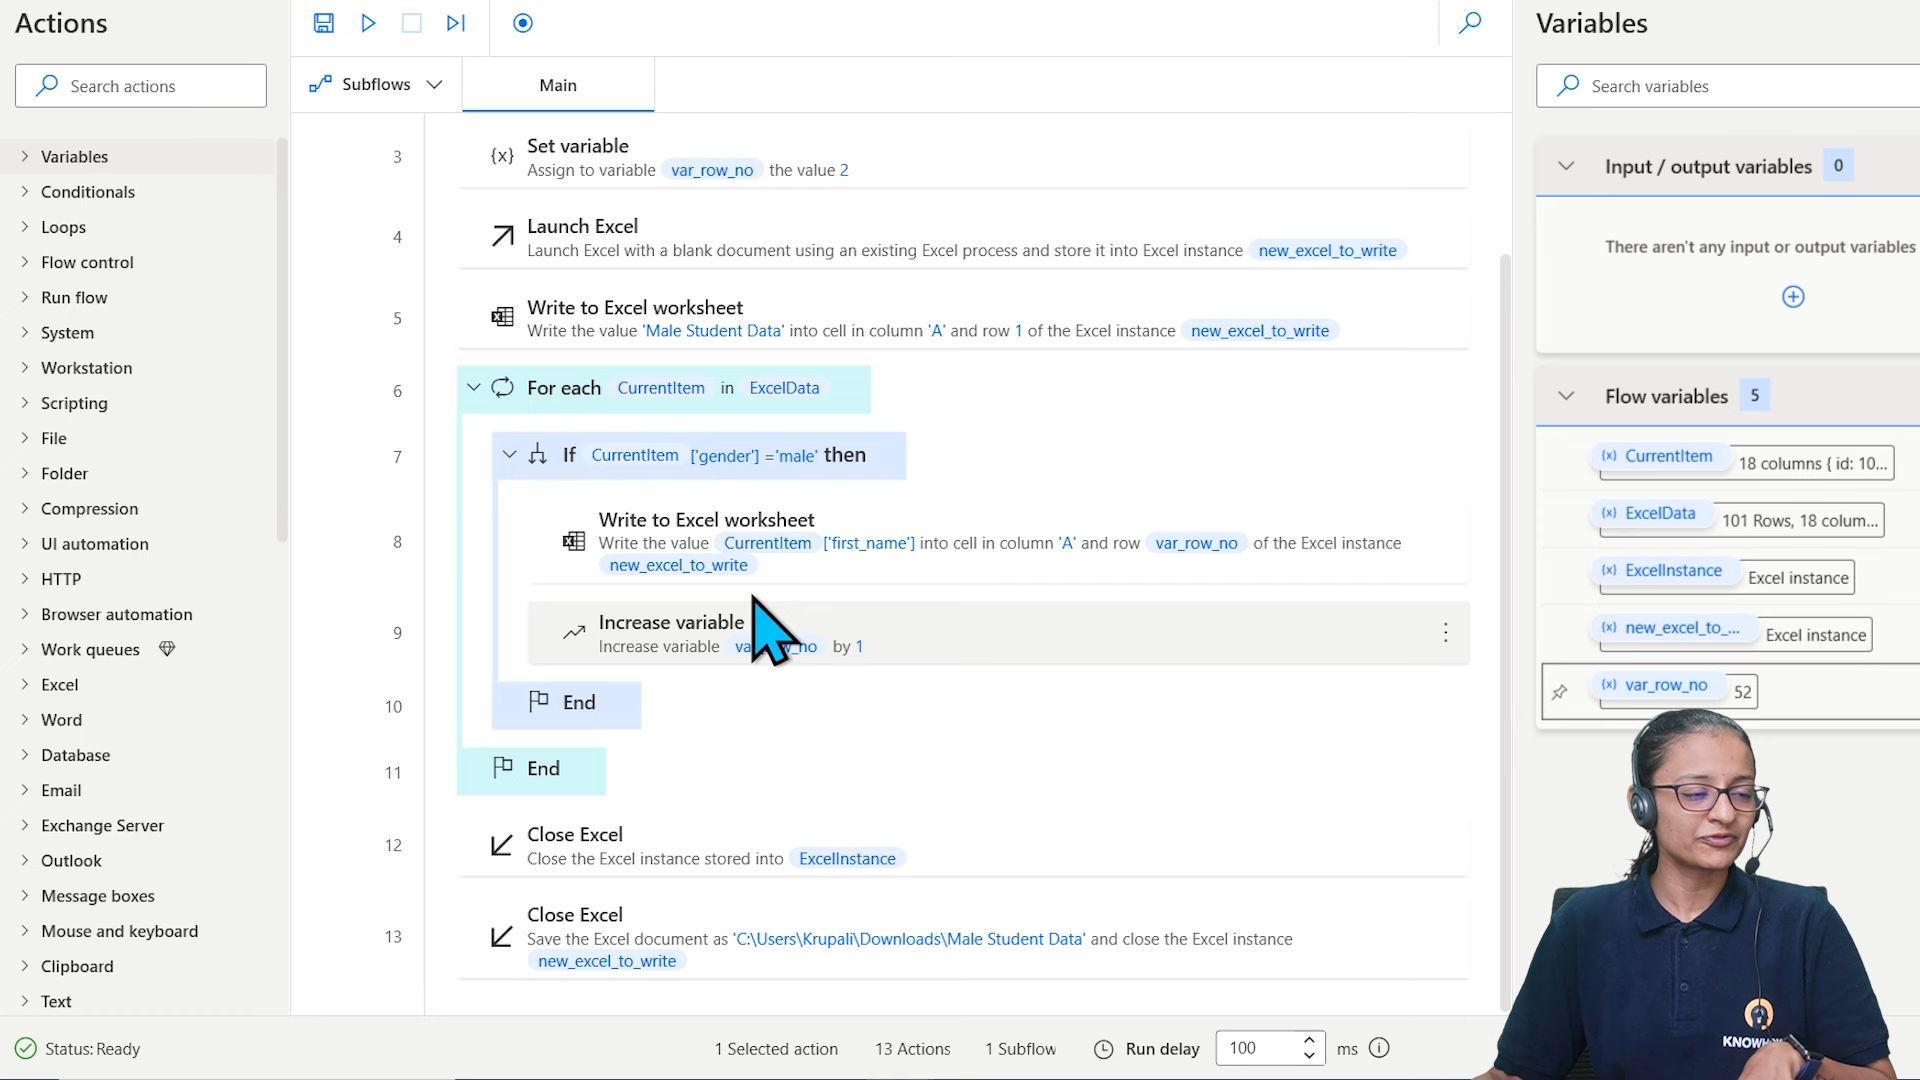 Actions
Search actions
Variables
Conditionals
Loops
Flow control
Run flow
System
Workstation
Scripting
File
Folder
Compression
UI automation
HTTP
Browser automation
Work queues
Excel
Word
Database
Email
Exchange Server
Outlook
Message boxes
Mouse and keyboard
Clipboard
Text
Subflows
Main
3
{x}
Set variable
Assign to variable var_row_no the value 2
4
Launch Excel
Launch Excel with a blank document using an existing Excel process and store it into Excel instance new_excel_to_write
5
Write to Excel worksheet
Write the value 'Male Student Data' into cell in column 'A' and row 1 of the Excel instance new_excel_to_write
6
For each CurrentItem in ExcelData
7
If CurrentItem ['gender'] ='male' then
8
Write to Excel worksheet
Write the value CurrentItem ['first_name'] into cell in column 'A' and row var_row_no of the Excel instance
new_excel_to_write
9
Increase variable
Increase variable va no by 1
10
End
11
End
12
Close Excel
Close the Excel instance stored into ExcelInstance
13
Close Excel
Save the Excel document as 'C:\Users\Krupali\Downloads\Male Student Data' and close the Excel instance
new_excel_to_write
Variables
Search variables
Input / output variables 0
There aren't any input or output variables
Flow variables 5
(x) CurrentItem 18 columns { id: 10...
(x) ExcelData 101 Rows, 18 colum...
(x) ExcelInstance Excel instance
(x) new_excel_to_... Excel instance
(x) var_row_no 52
Status: Ready
1 Selected action
13 Actions
1 Subflow
Run delay
100
ms